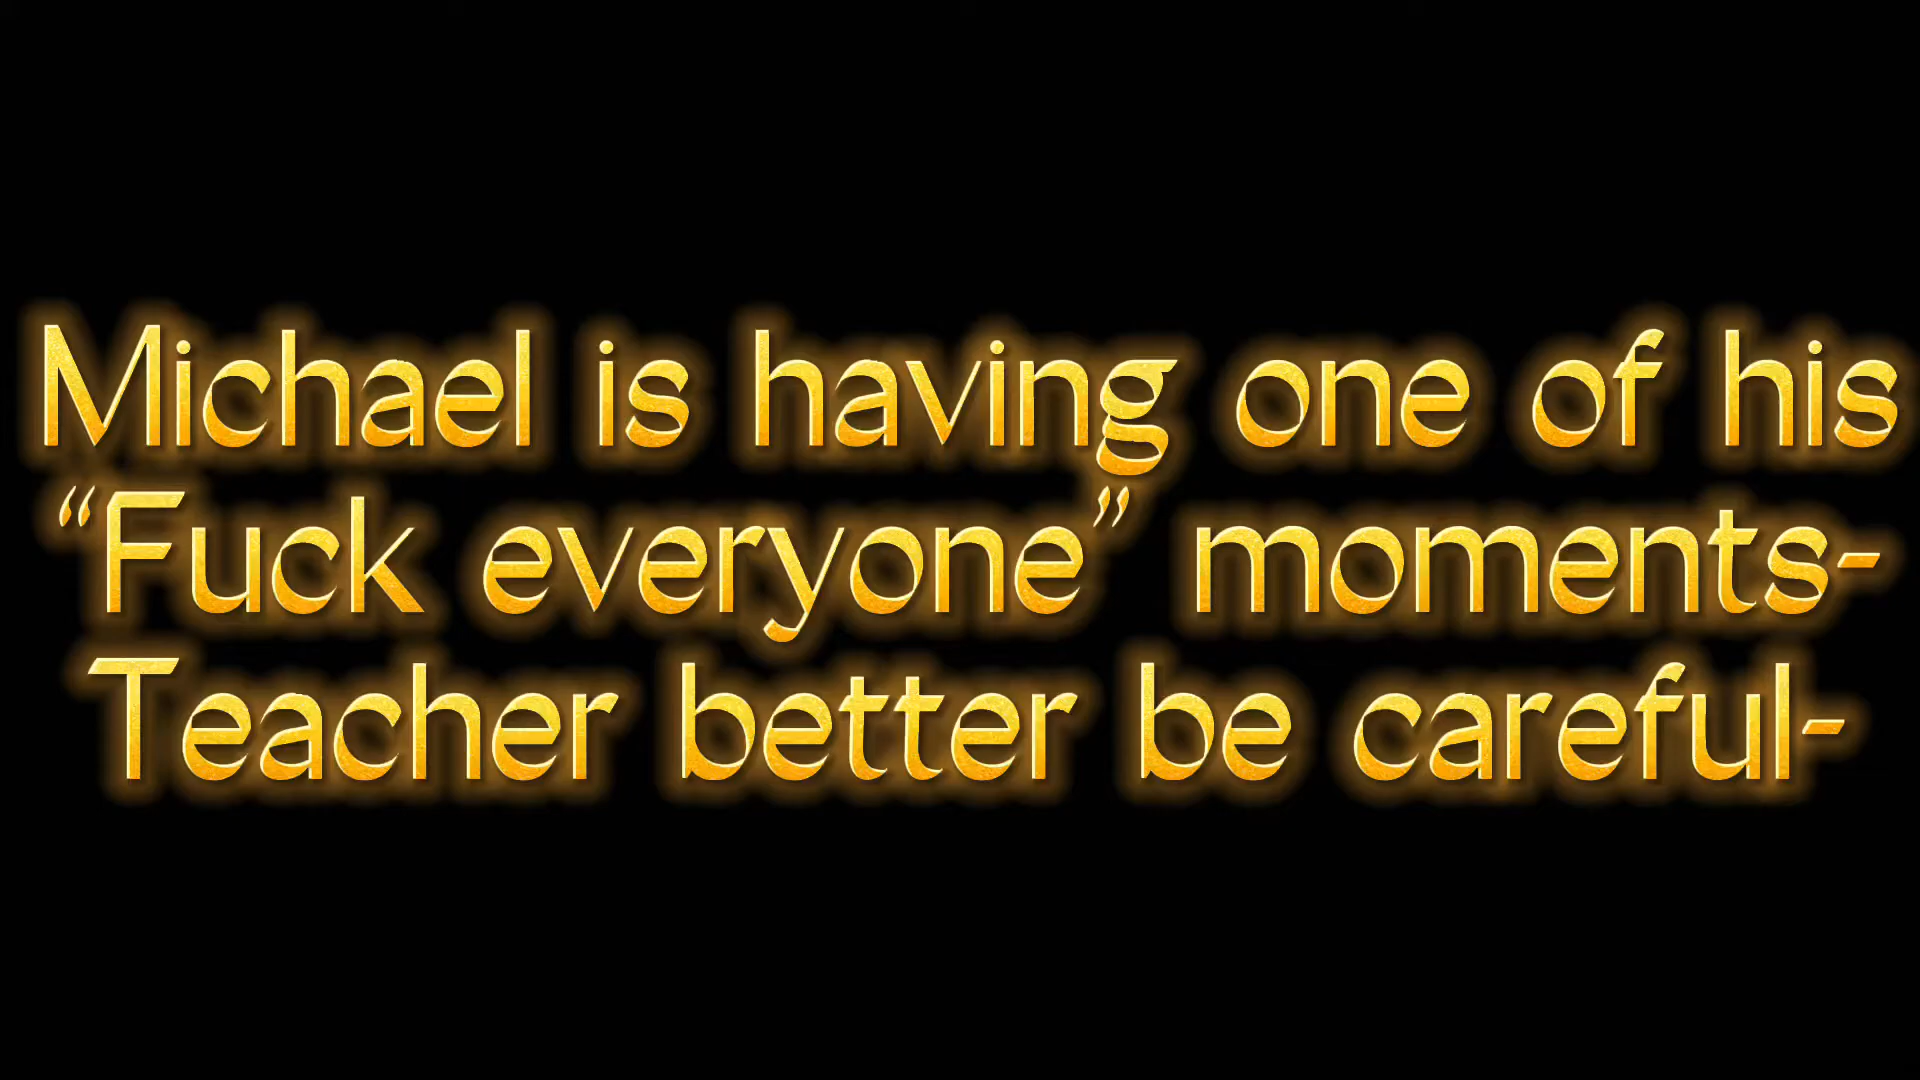 Michael is having one of his
“Fuck everyone” moments-
Teacher better be careful-